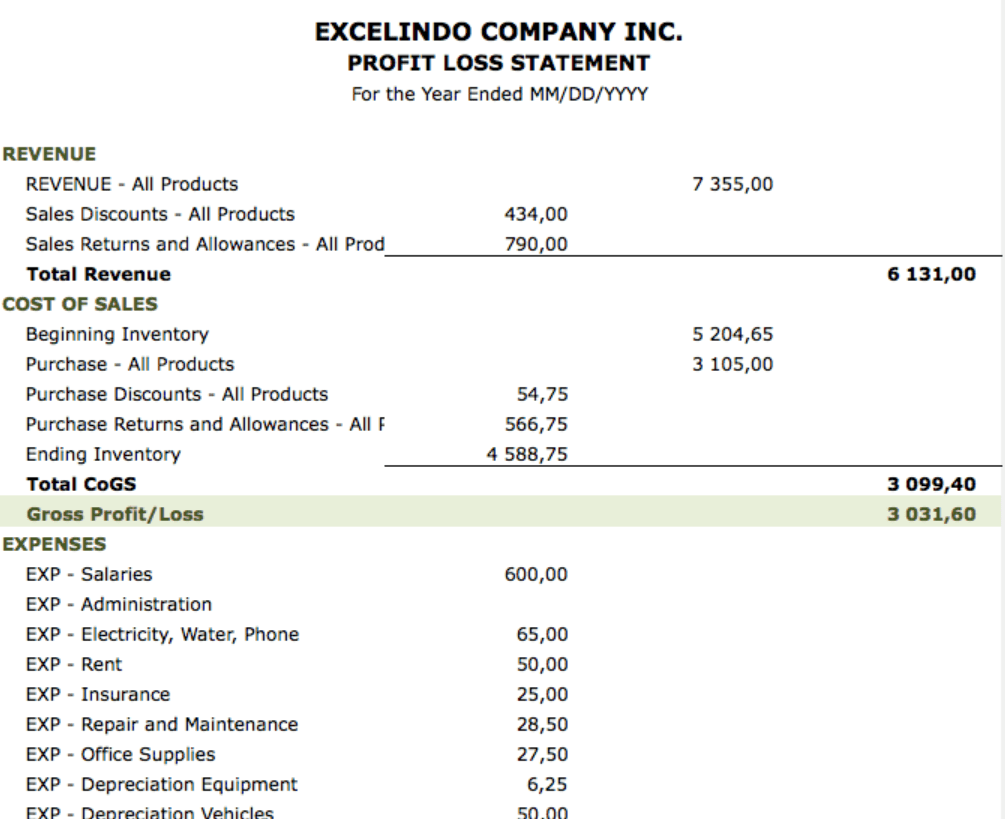 EXCELINDO COMPANY INC.
PROFIT LOSS STATEMENT
For the Year Ended MM/DD/YYYY
REVENUE
REVENUE - All Products 7 355,00
Sales Discounts - All Products 434,00
Sales Returns and Allowances - All Prod 790,00
Total Revenue 6 131,00
COST OF SALES
Beginning Inventory 5 204,65
Purchase - All Products 3 105,00
Purchase Discounts - All Products 54,75
Purchase Returns and Allowances - All P 566,75
Ending Inventory 4 588,75
Total CoGS 3 099,40
Gross Profit/Loss 3 031,60
EXPENSES
EXP - Salaries 600,00
EXP - Administration
EXP - Electricity, Water, Phone 65,00
EXP - Rent 50,00
EXP - Insurance 25,00
EXP - Repair and Maintenance 28,50
EXP - Office Supplies 27,50
EXP - Depreciation Equipment 6,25
EXP - Depreciation Vehicles 50,00